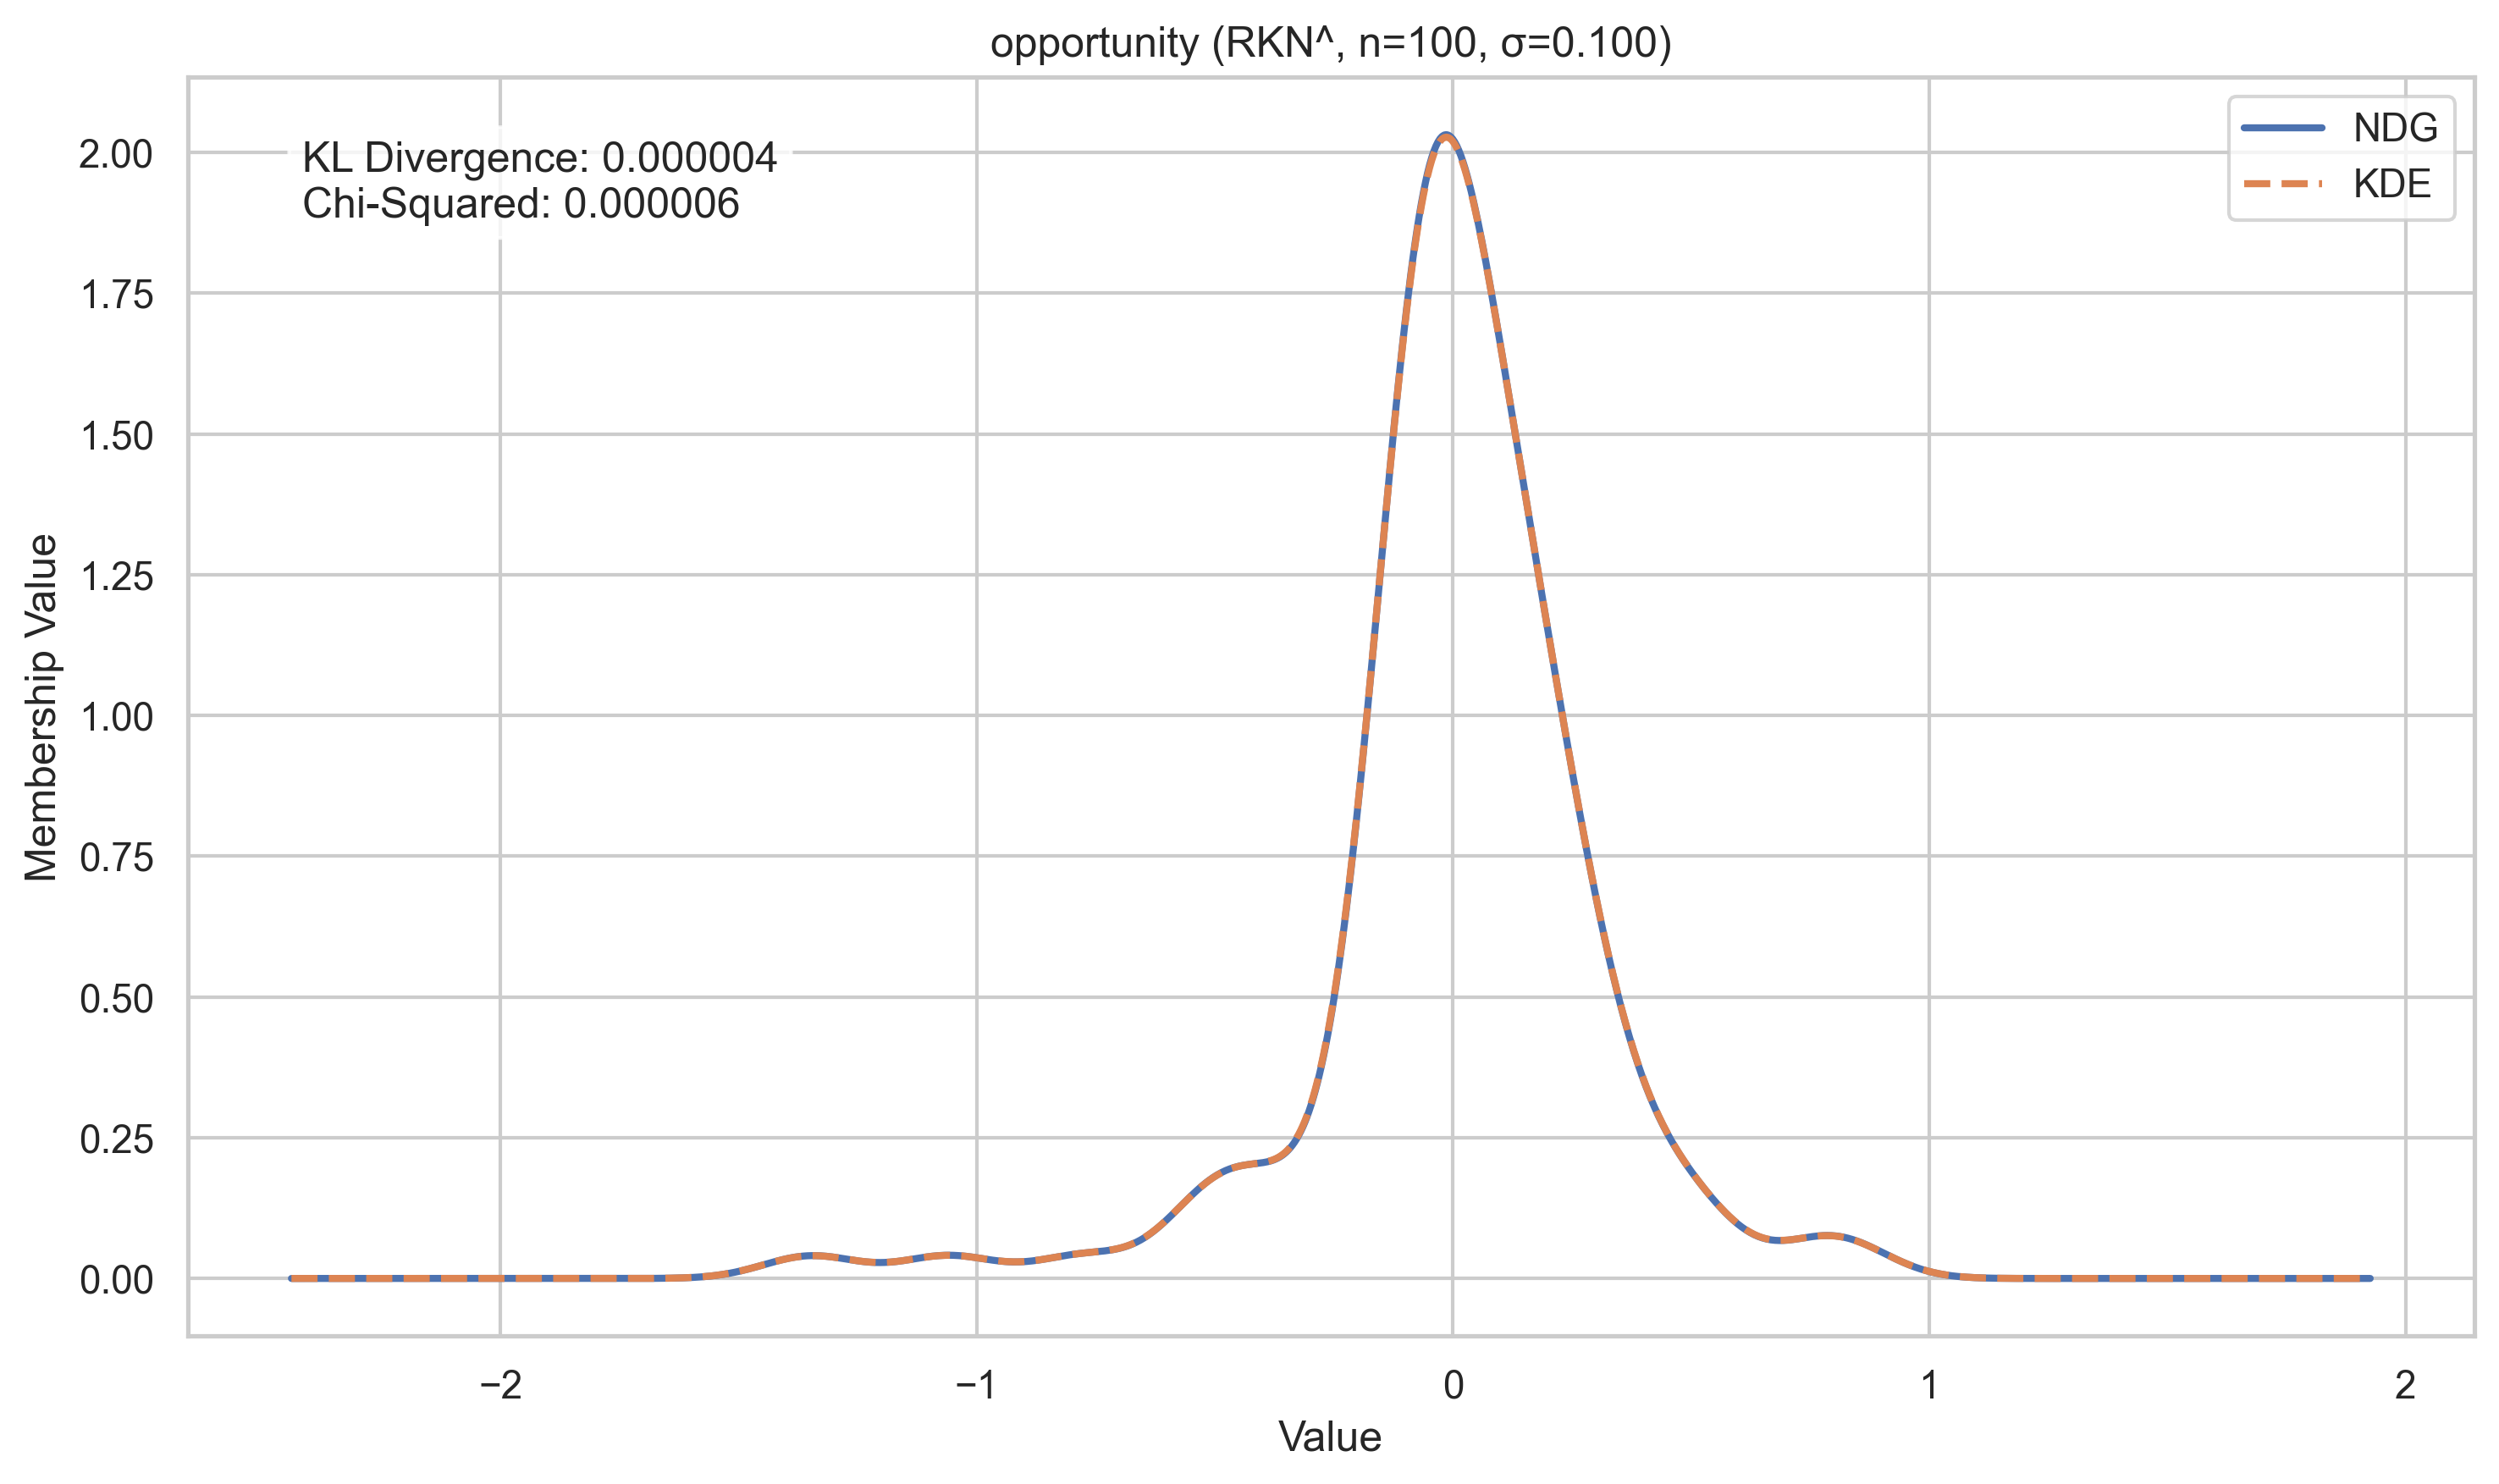 opportunity (RKN^, n=100, σ=0.100)
KL Divergence: 0.000004
Chi-Squared: 0.000006
NDG
KDE
Membership Value
2.00
1.75
1.50
1.25
1.00
0.75
0.50
0.25
0.00
−2
−1
0
1
2
Value